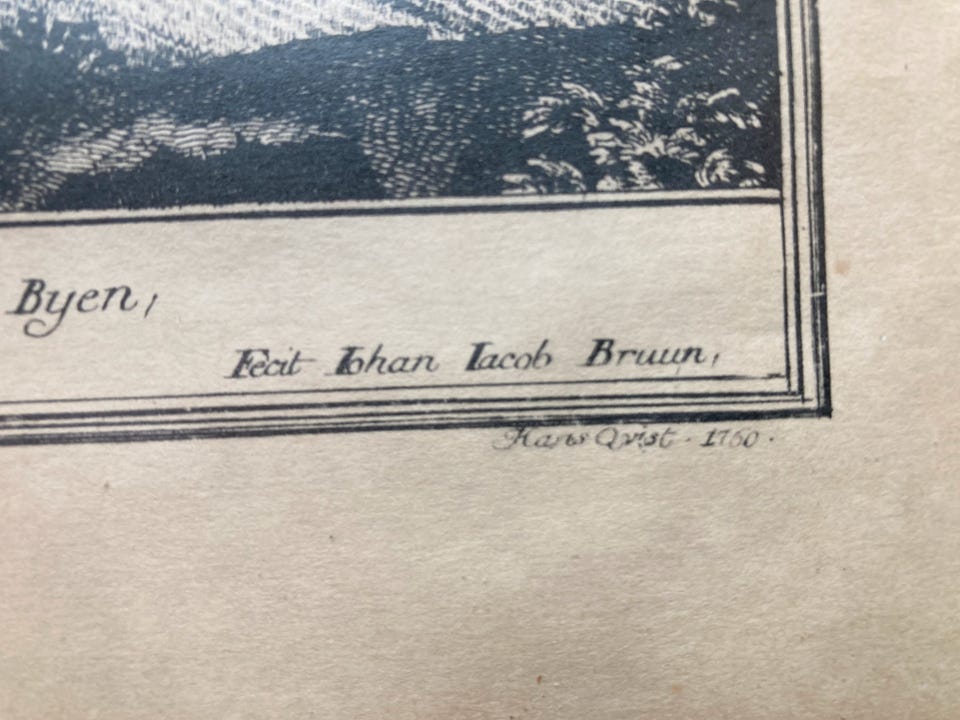 Byen,
Fecit Iohan Iacob Bruun,
Hans Qvist · 1760 ·